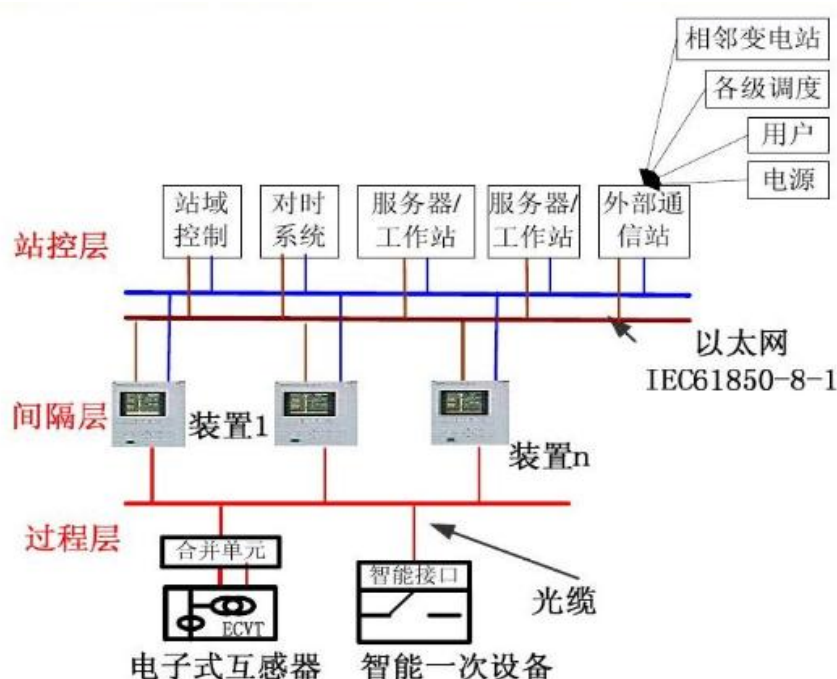 相邻变电站
各级调度
用户
电源
站域
控制
对时
系统
服务器/
工作站
服务器/
工作站
外部通
信站
站控层
以太网
IEC61850-8-1
间隔层
装置1
装置n
过程层
合并单元
智能接口
光缆
ECVT
电子式互感器
智能一次设备